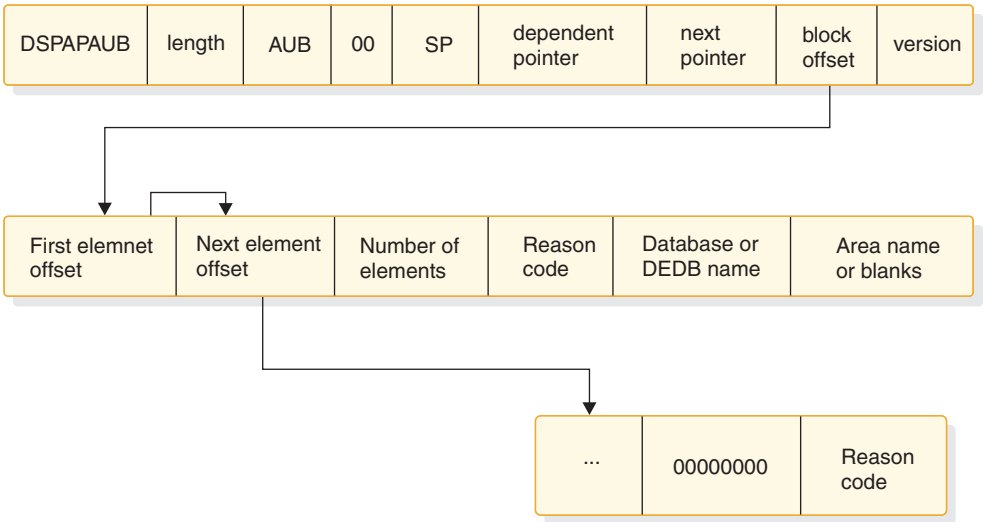 DSPAPAUB
length
AUB
00
SP
dependent
pointer
next
pointer
block
offset
version
First elemnet
offset
Next element
offset
Number of
elements
Reason
code
Database or
DEDB name
Area name
or blanks
...
00000000
Reason
code